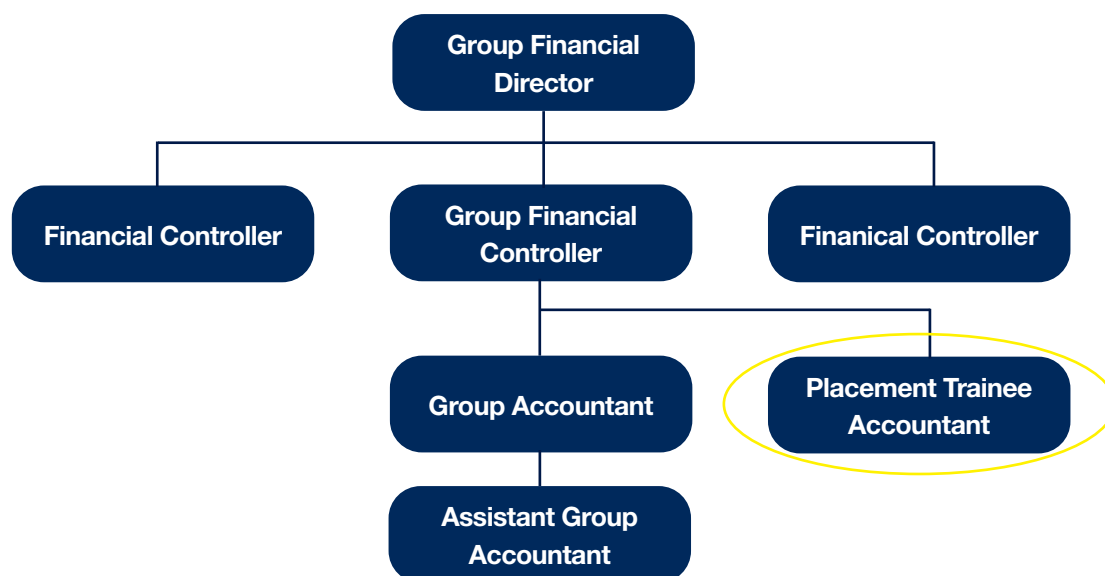 Group Financial
Director
Financial Controller
Group Financial
Controller
Finanical Controller
Group Accountant
Placement Trainee
Accountant
Assistant Group
Accountant